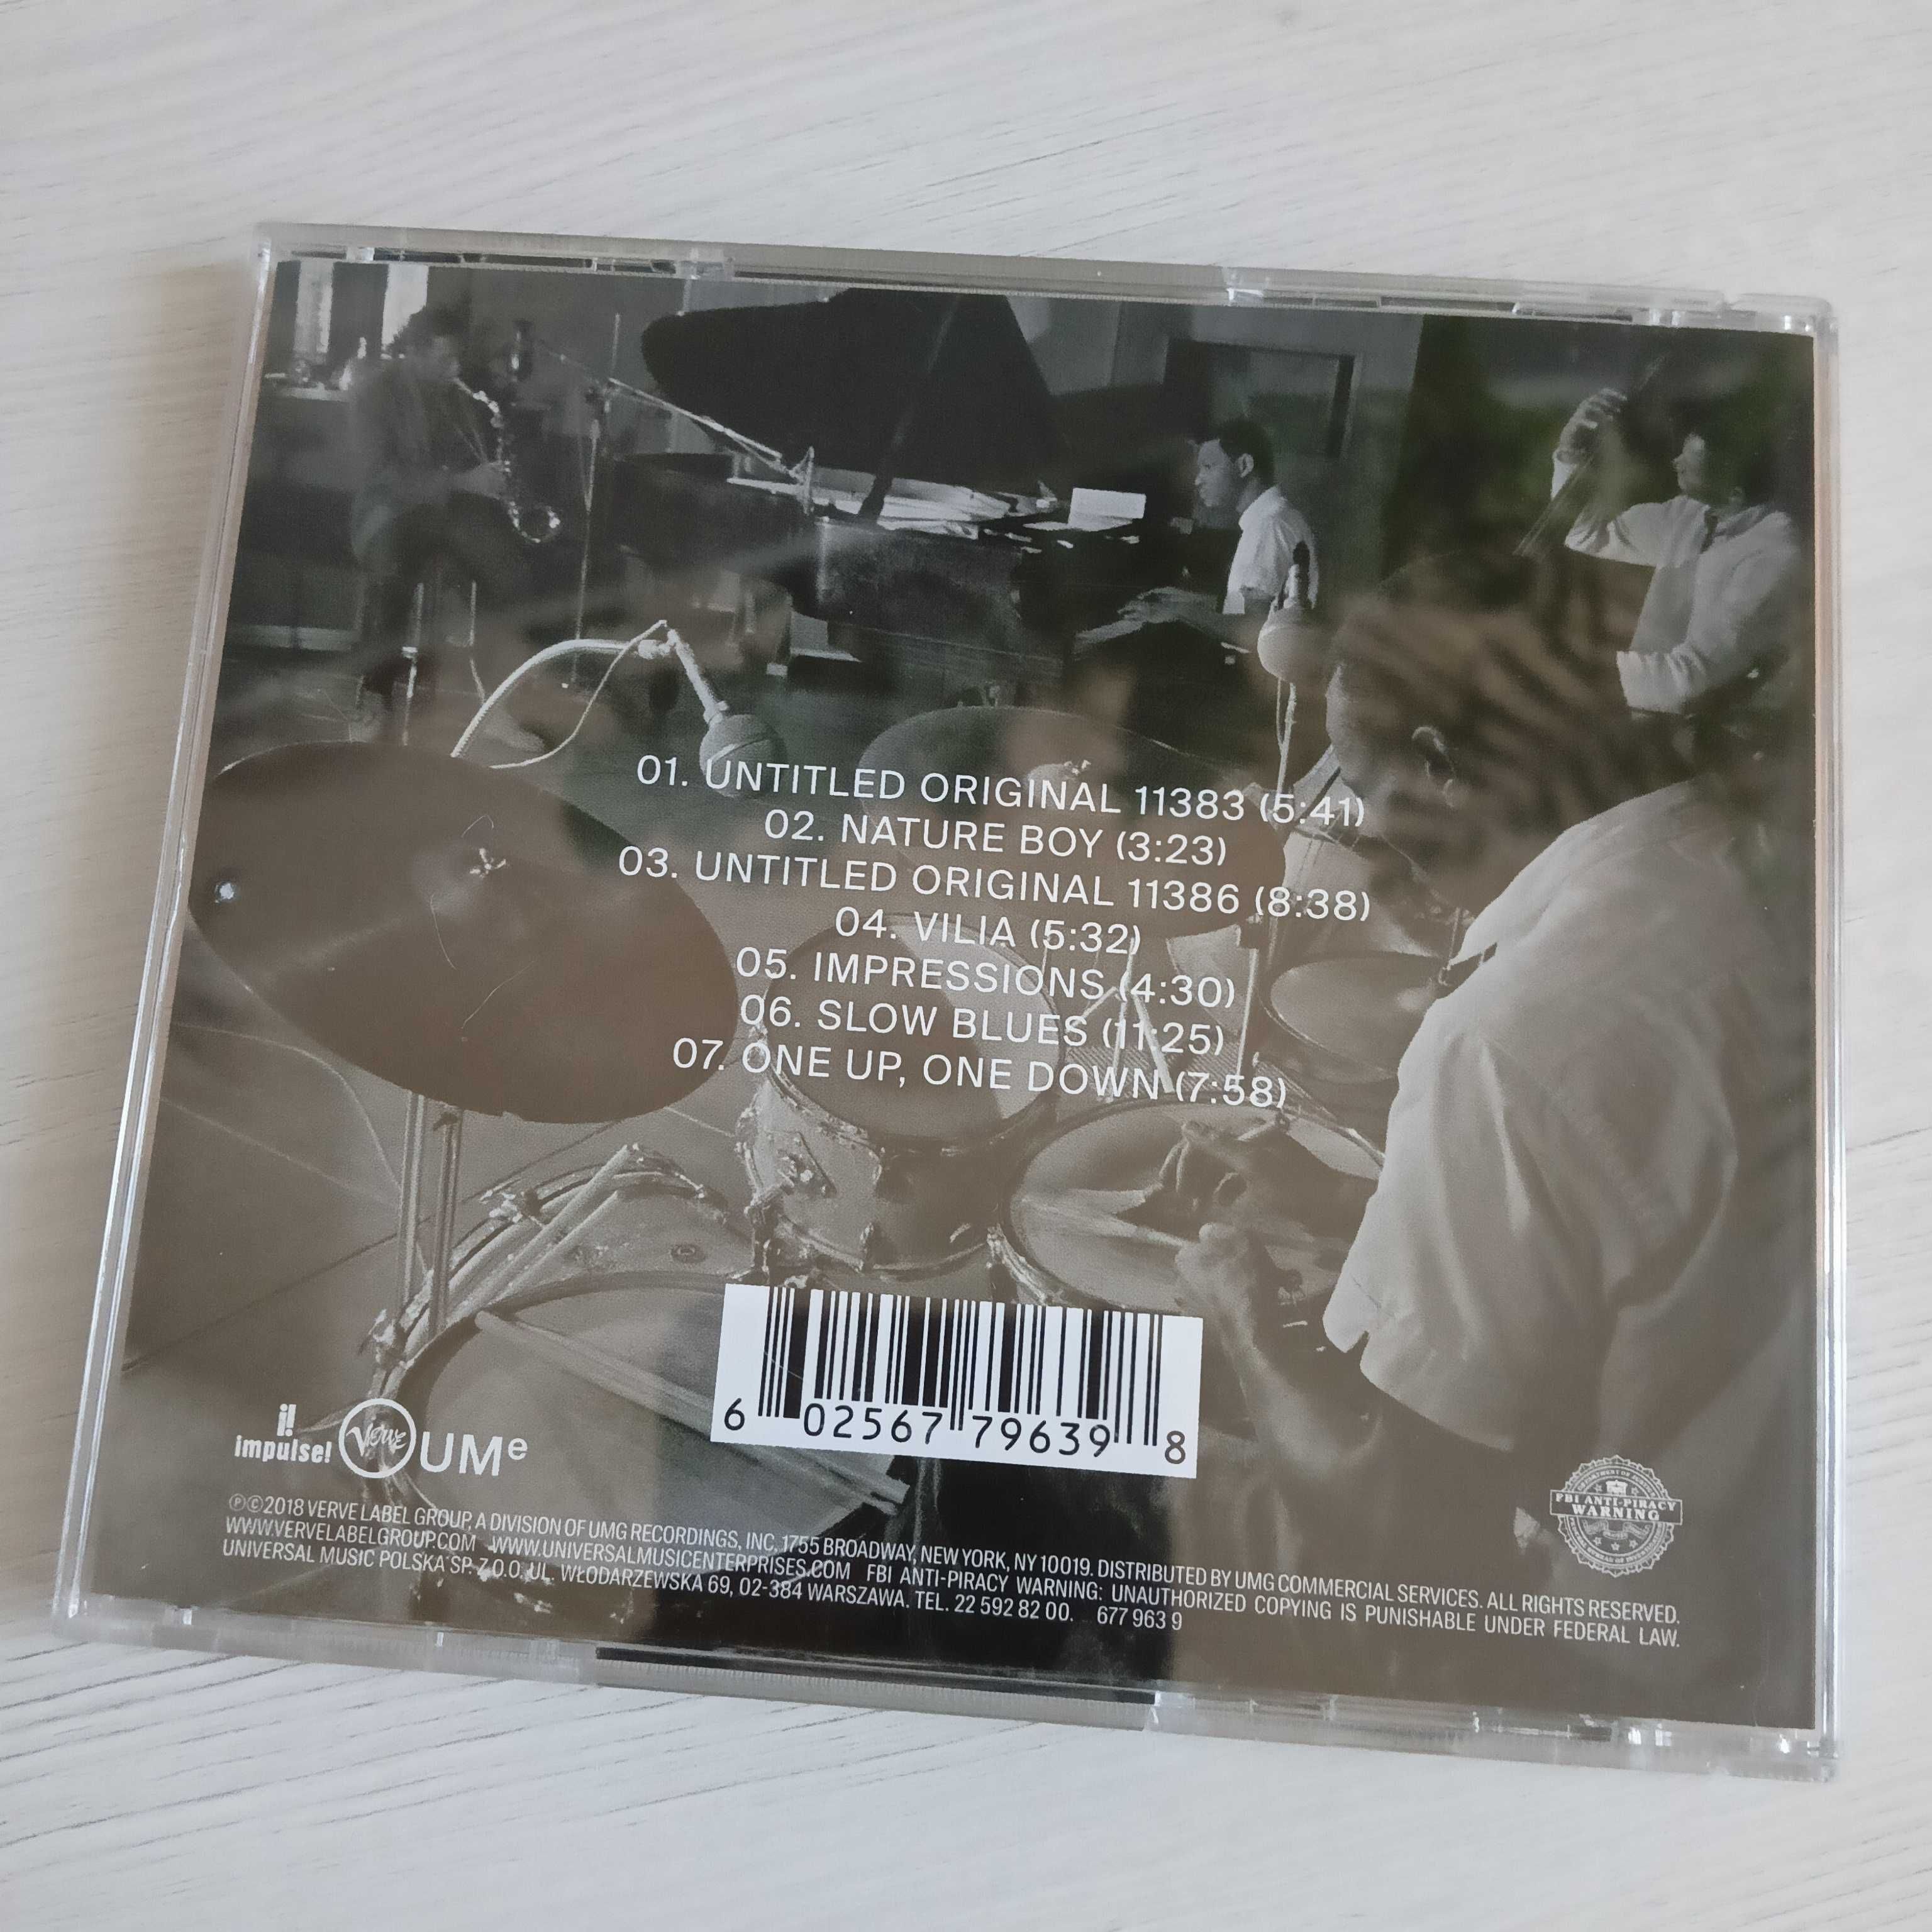 01. UNTITLED ORIGINAL 11383 (5:41)
02. NATURE BOY (3:23)
03. UNTITLED ORIGINAL 11386 (8:38)
04. VILIA (5:32)
05. IMPRESSIONS (4:30)
06. SLOW BLUES (11:25)
07. ONE UP, ONE DOWN (7:58)
6 02567 79639 8
i!
impulse! Verve UMe
FBI ANTI-PIRACY
WARNING
℗©2018 VERVE LABEL GROUP, A DIVISION OF UMG RECORDINGS, INC. 1755 BROADWAY, NEW YORK, NY 10019. DISTRIBUTED BY UMG COMMERCIAL SERVICES. ALL RIGHTS RESERVED.
WWW.VERVELABELGROUP.COM WWW.UNIVERSALMUSICENTERPRISES.COM FBI ANTI-PIRACY WARNING: UNAUTHORIZED COPYING IS PUNISHABLE UNDER FEDERAL LAW.
UNIVERSAL MUSIC POLSKA SP. Z O.O. UL. WŁODARZEWSKA 69, 02-384 WARSZAWA. TEL. 22 592 82 00. 677 963 9